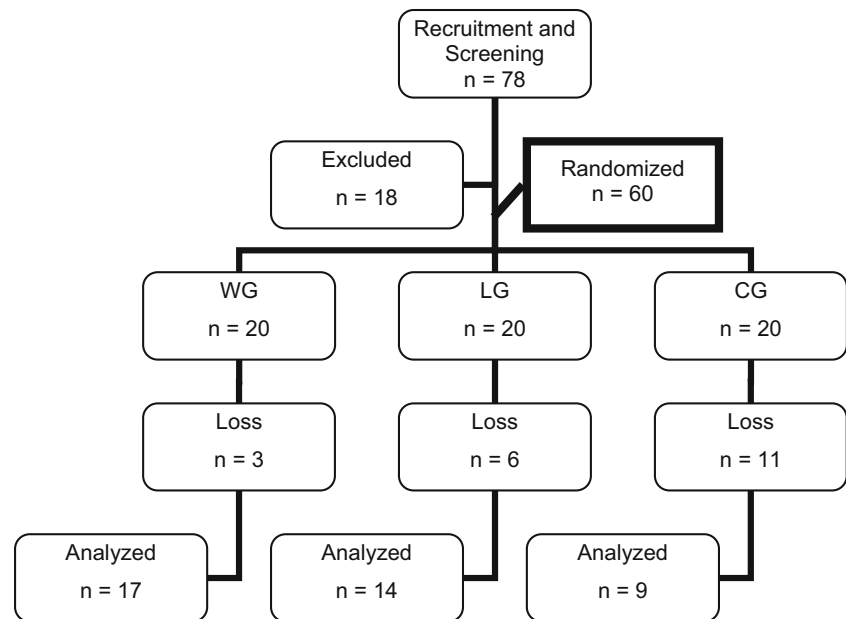 Recruitment and
Screening
n = 78
Excluded
n = 18
Randomized
n = 60
WG
n = 20
LG
n = 20
CG
n = 20
Loss
n = 3
Loss
n = 6
Loss
n = 11
Analyzed
n = 17
Analyzed
n = 14
Analyzed
n = 9